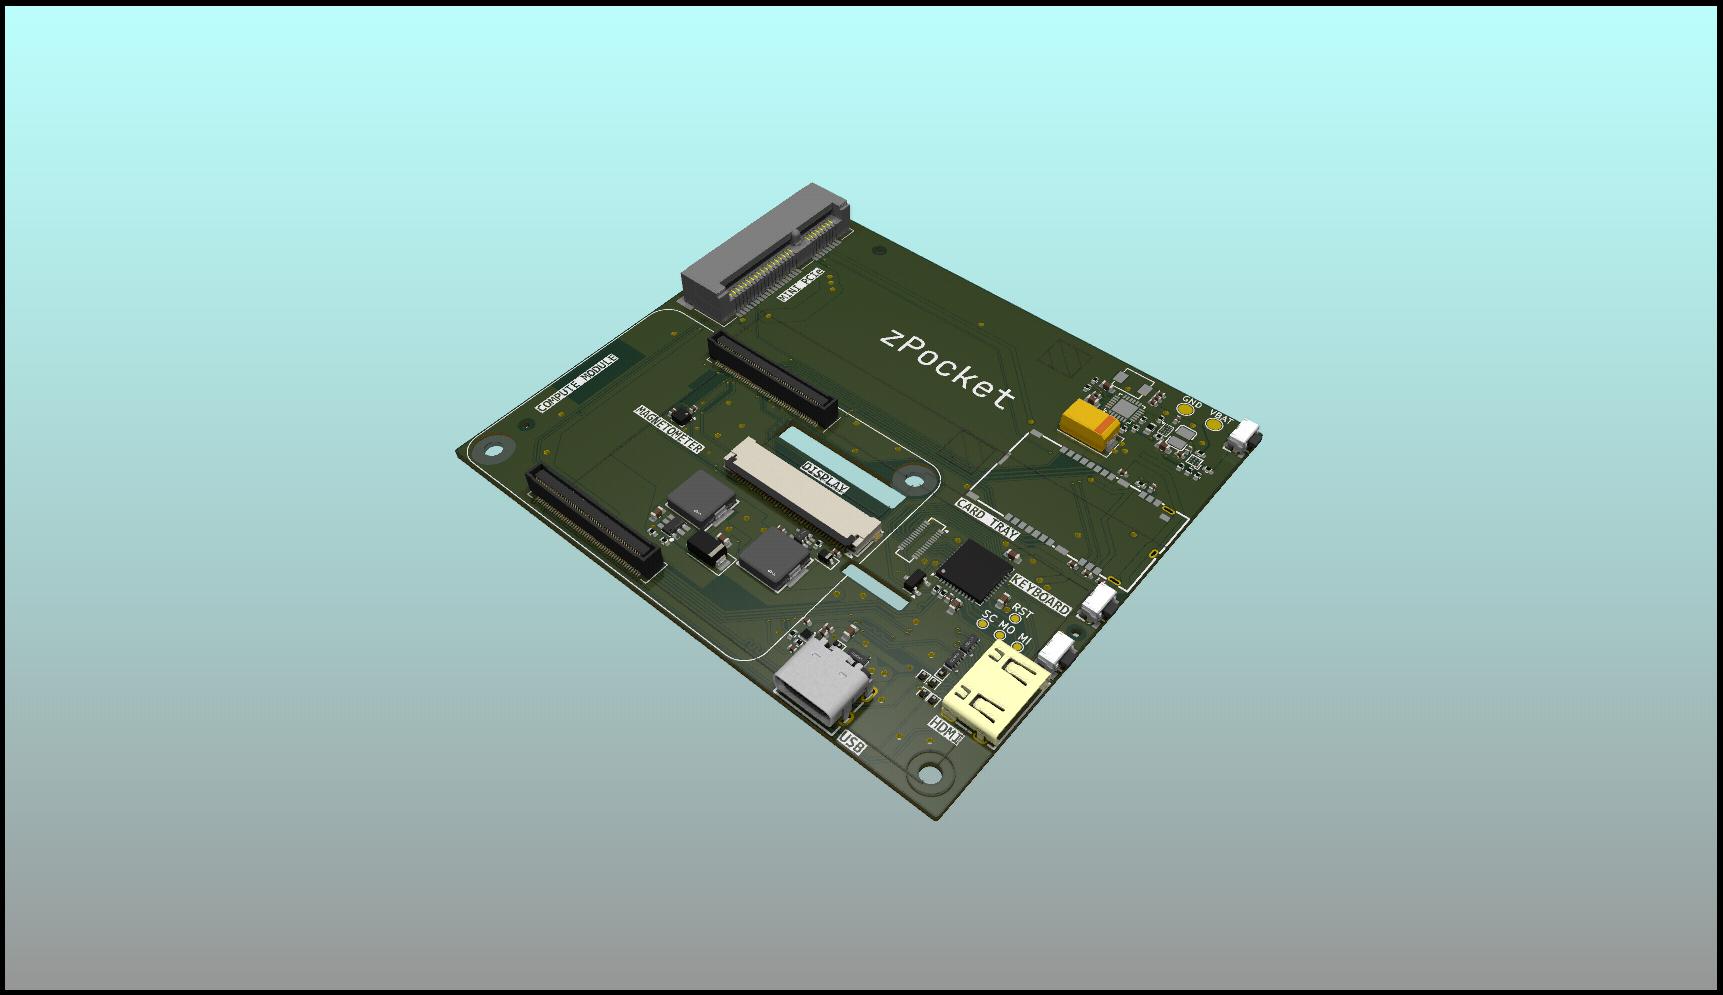 MINI PCIe
zPocket
COMPUTE MODULE
MAGNETOMETER
DISPLAY
GND VBAT
CARD TRAY
KEYBOARD
RST
SC MO MI
HDMI
USB